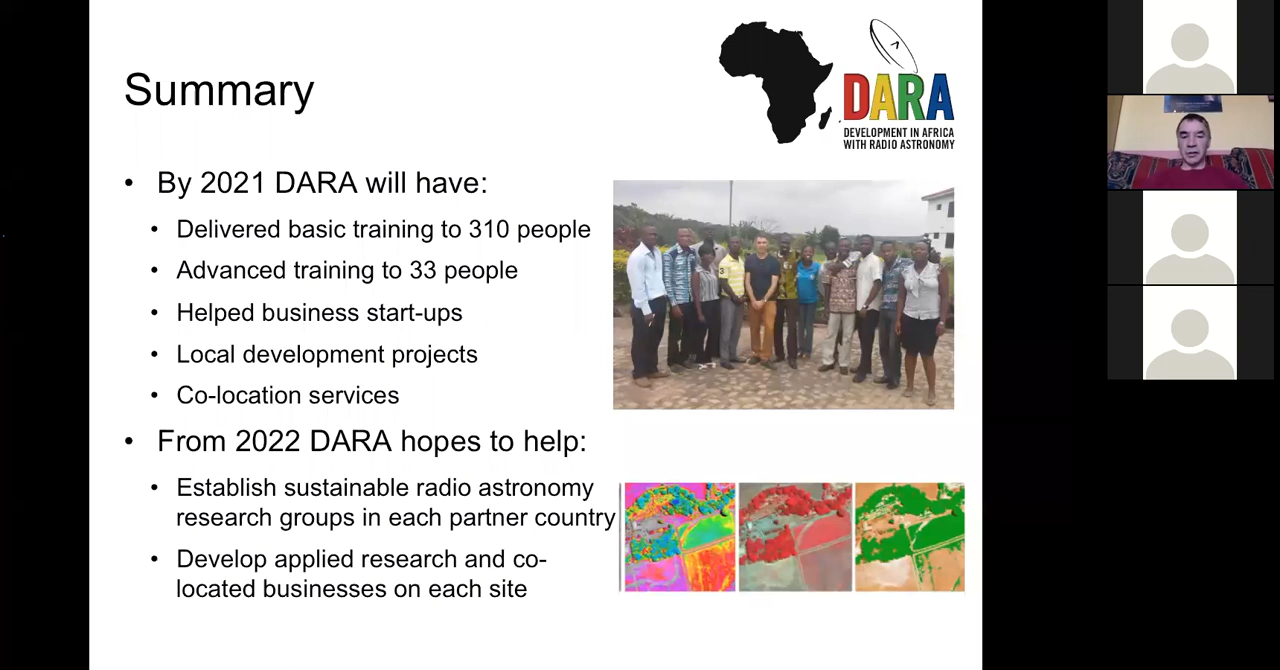 Summary
DARA
DEVELOPMENT IN AFRICA
WITH RADIO ASTRONOMY
• By 2021 DARA will have:
• Delivered basic training to 310 people
• Advanced training to 33 people
• Helped business start-ups
• Local development projects
• Co-location services
• From 2022 DARA hopes to help:
• Establish sustainable radio astronomy
research groups in each partner country
• Develop applied research and co-
located businesses on each site